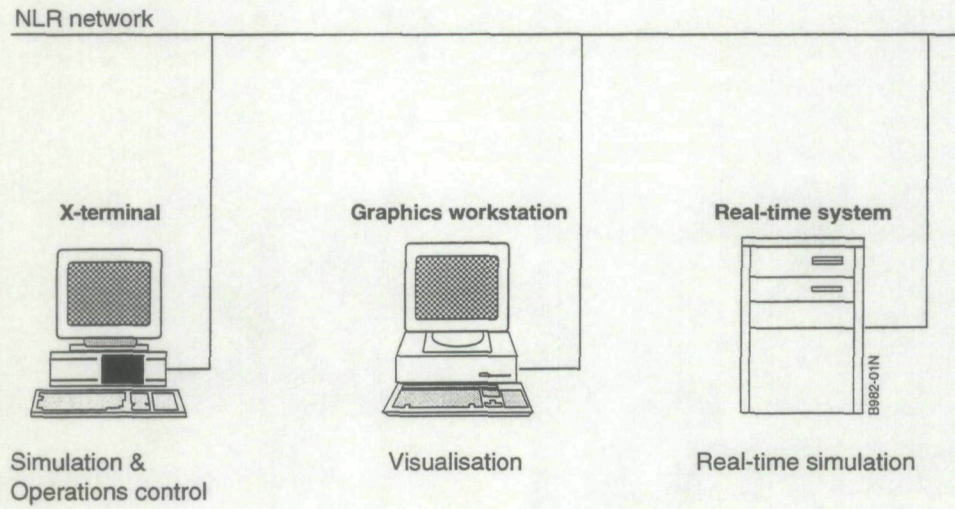 NLR network
X-terminal
Graphics workstation
Real-time system
B982-01N
Simulation &
Operations control
Visualisation
Real-time simulation